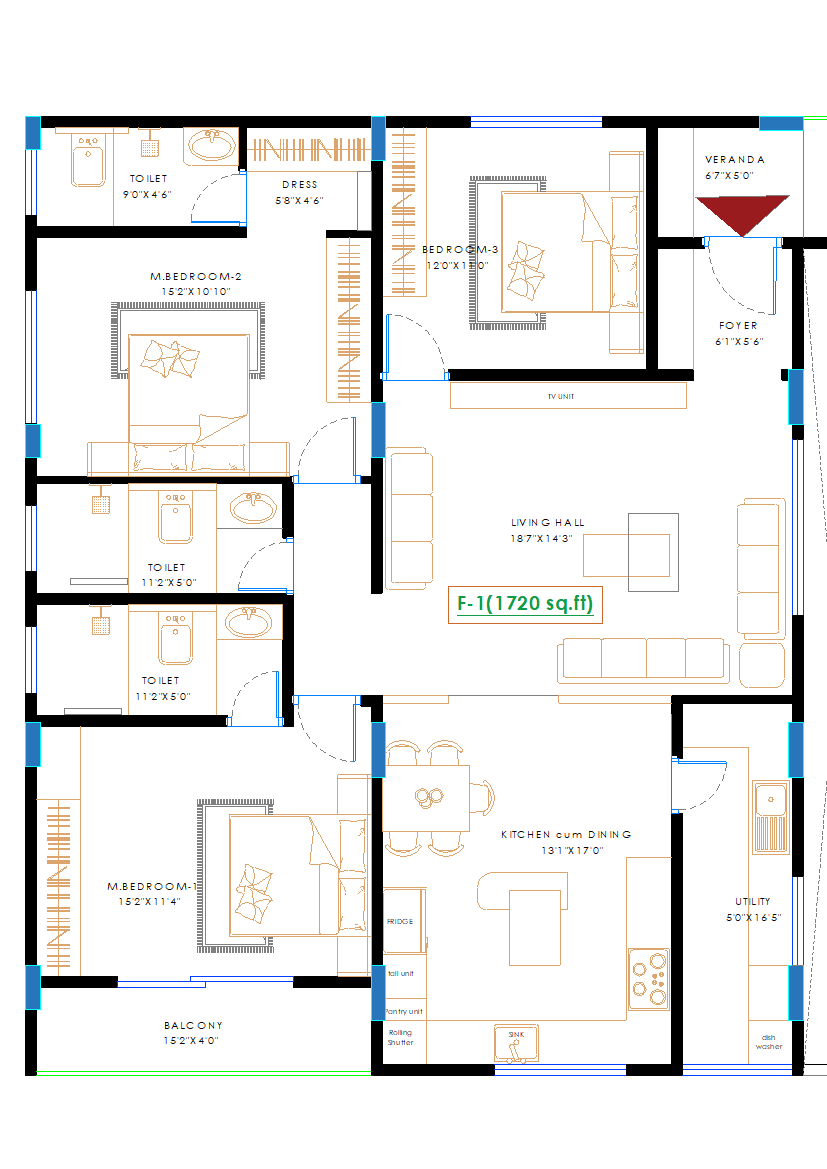 TOILET
9'0"X4'6"
DRESS
5'8"X4'6"
VERANDA
6'7"X5'0"
BEDROOM-3
12'0"X11'0"
M.BEDROOM-2
15'2"X10'10"
FOYER
6'1"X5'6"
TV UNIT
LIVING HALL
18'7"X14'3"
TOILET
11'2"X5'0"
F-1(1720 sq.ft)
TOILET
11'2"X5'0"
KITCHEN cum DINING
13'1"X17'0"
M.BEDROOM-1
15'2"X11'4"
UTILITY
5'0"X16'5"
FRIDGE
tall unit
Pantry unit
Rolling
Shutter
SINK
dish
washer
BALCONY
15'2"X4'0"